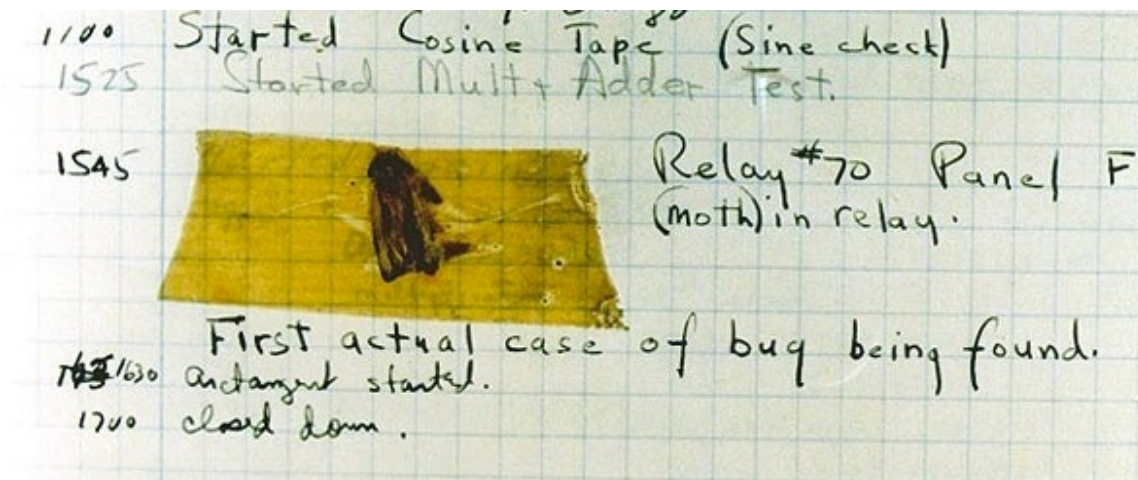 1100 Started Cosine Tape (Sine check)
1525 Started Mult + Adder Test.
1545 Relay #70 Panel F
(moth) in relay.
First actual case of bug being found.
1630 arctangent started.
1700 closed down.